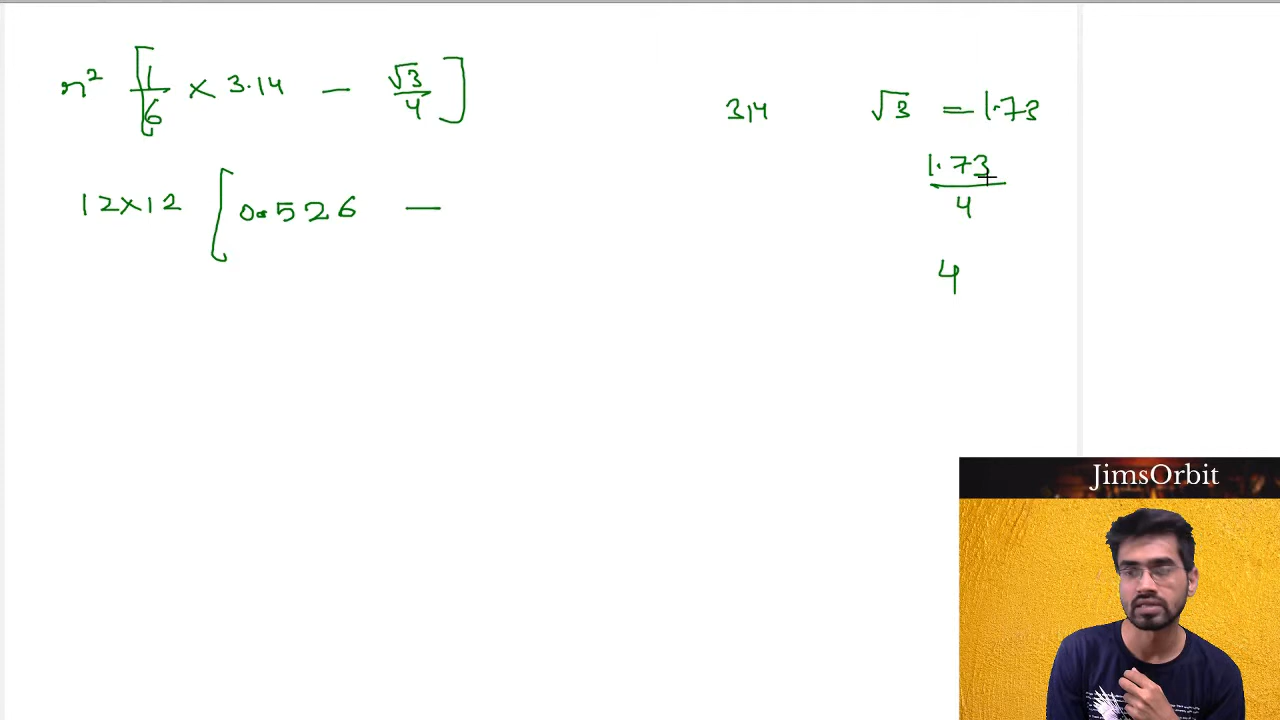 r² [1/6 × 3.14 − √3/4]
12×12 [0.526 −
3.14 √3 = 1.73
1.73/4
4
JimsOrbit